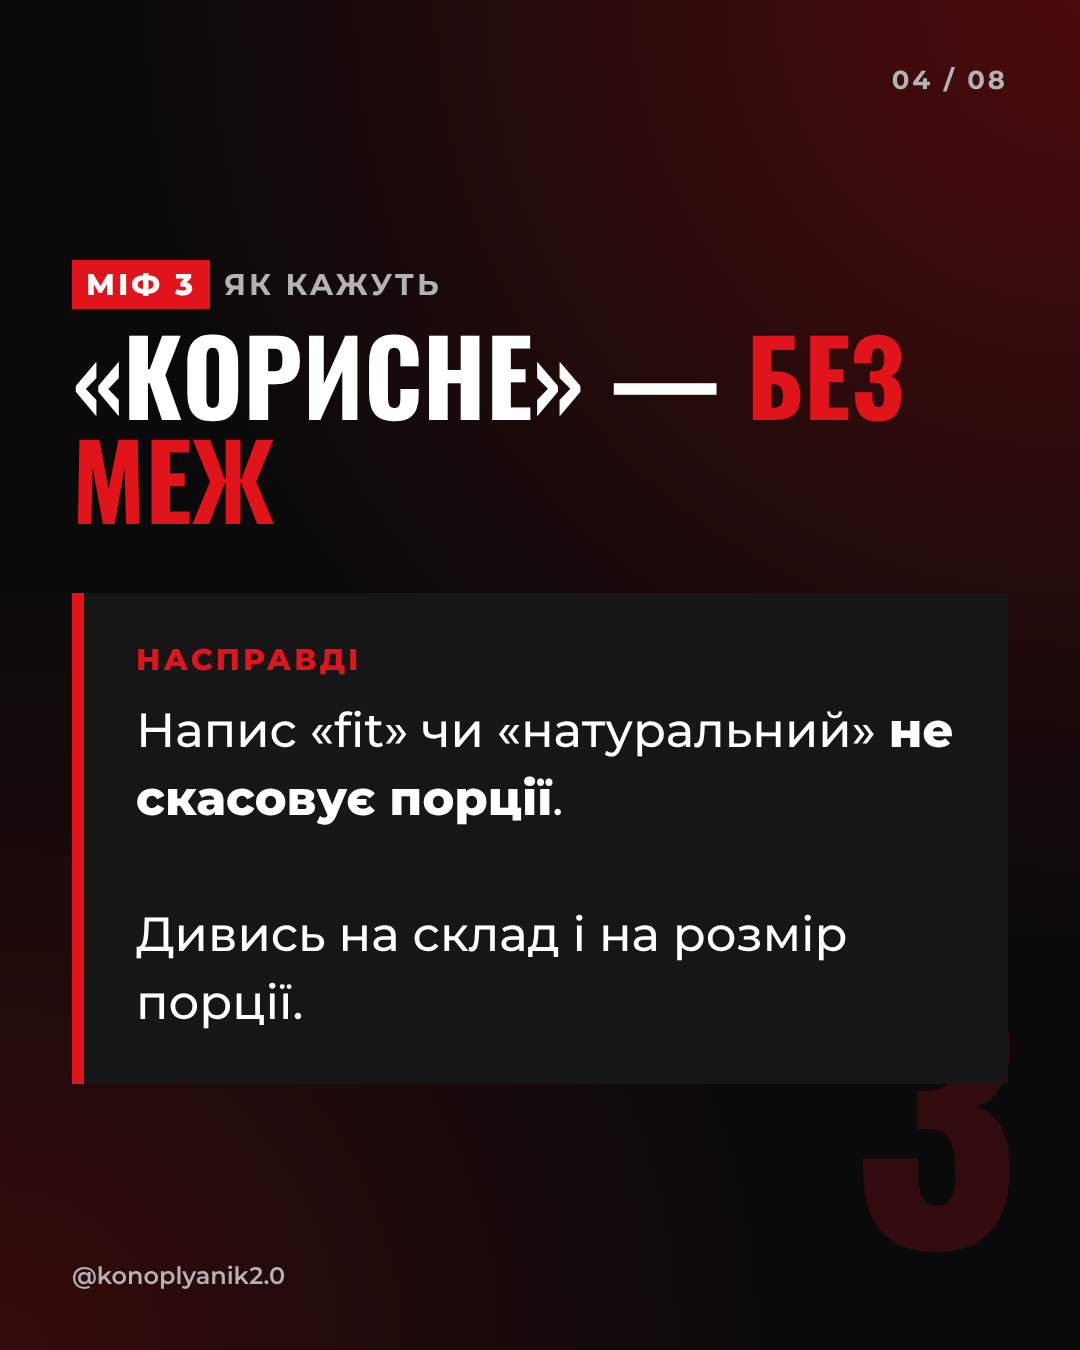 04 / 08
МІФ 3 ЯК КАЖУТЬ
«КОРИСНЕ» — БЕЗ
МЕЖ
НАСПРАВДІ
Напис «fit» чи «натуральний» не
скасовує порції.
Дивись на склад і на розмір
порції.
3
@konoplyanik2.0